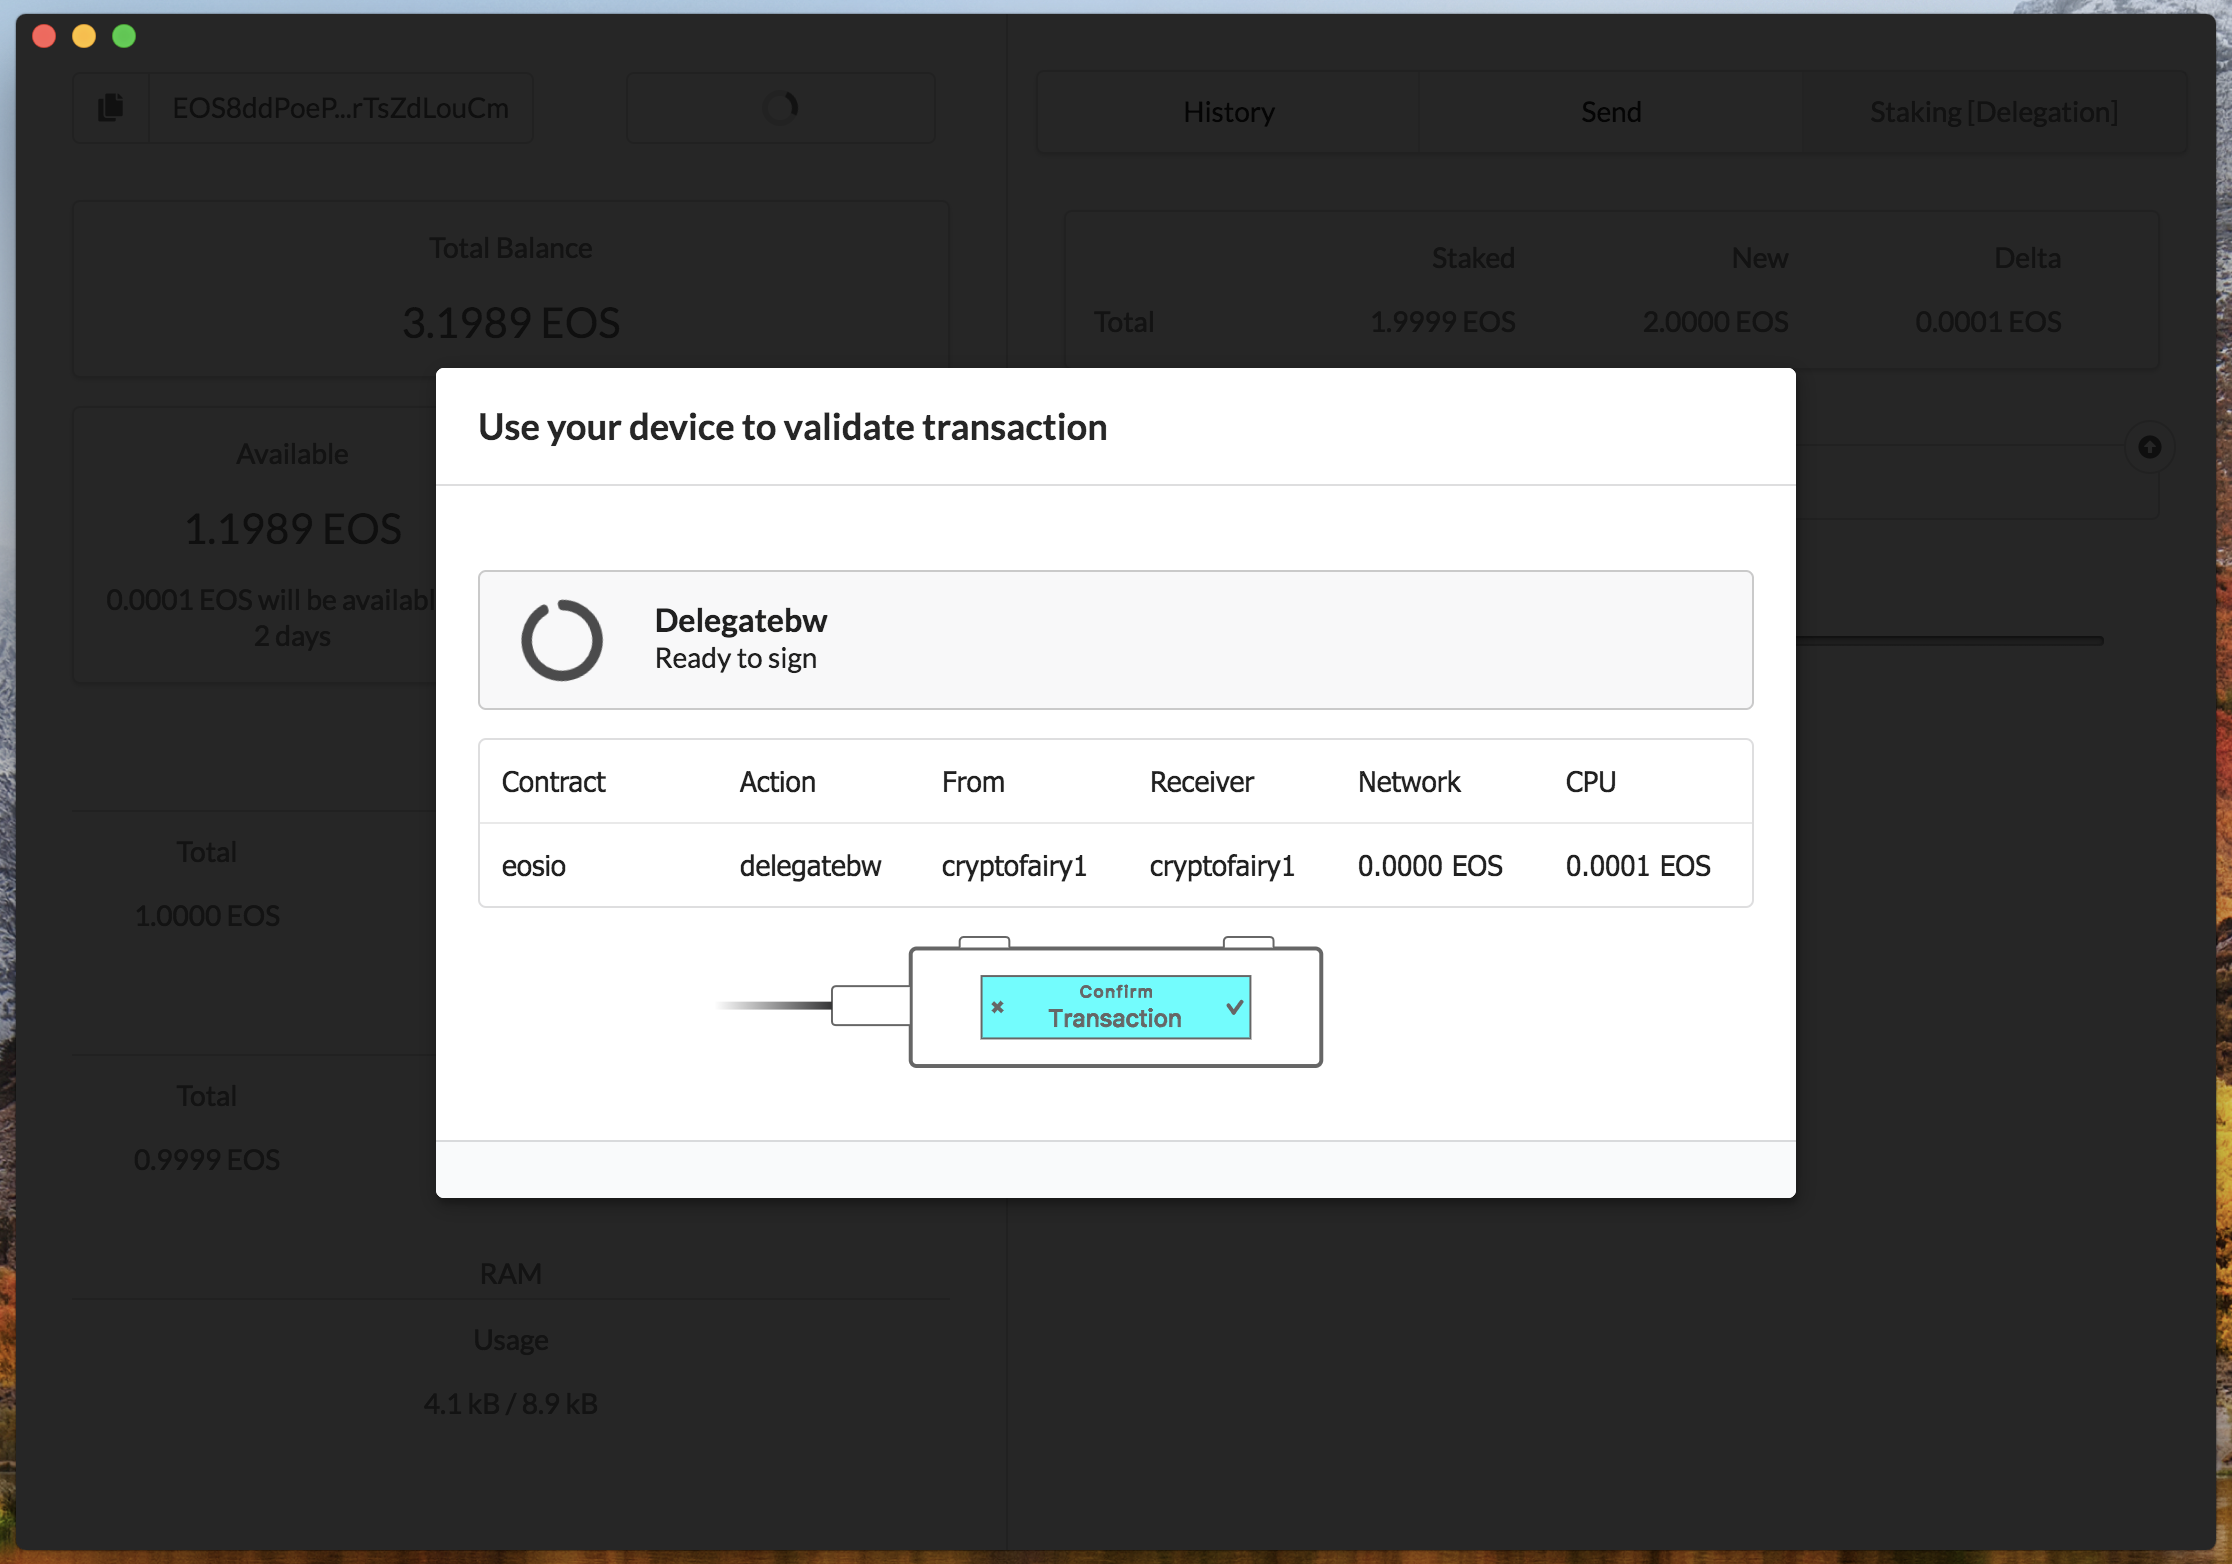 EOS8ddPoeP...rTsZdLouCm
History
Send
Staking [Delegation]
Total Balance
3.1989 EOS
Staked
New
Delta
Total
1.9999 EOS
2.0000 EOS
0.0001 EOS
Available
1.1989 EOS
0.0001 EOS will be availabl
2 days
Total
1.0000 EOS
Total
0.9999 EOS
RAM
Usage
4.1 kB / 8.9 kB
Use your device to validate transaction
Delegatebw
Ready to sign
Contract
Action
From
Receiver
Network
CPU
eosio
delegatebw
cryptofairy1
cryptofairy1
0.0000 EOS
0.0001 EOS
Confirm
Transaction